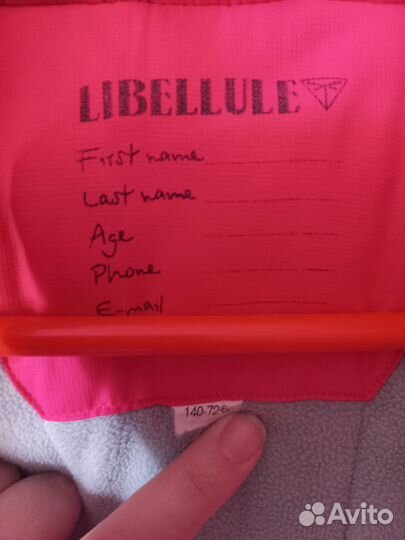 LIBELLULE
First name
Last name
Age
Phone
E-mail
140-72-6
Avito